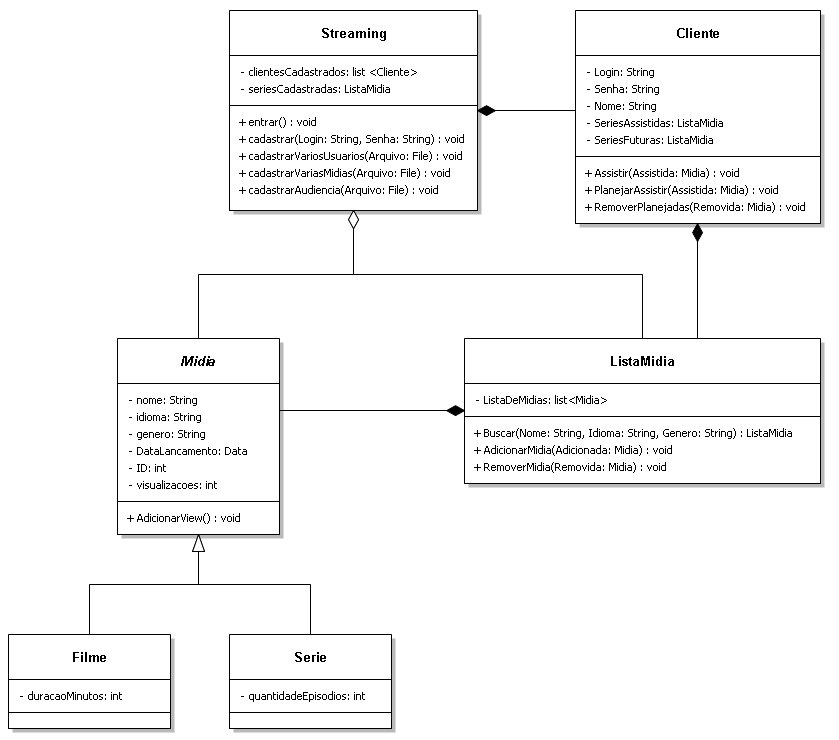 Streaming
- clientesCadastrados: list <Cliente>
- seriesCadastradas: ListaMidia
+ entrar() : void
+ cadastrar(Login: String, Senha: String) : void
+ cadastrarVariosUsuarios(Arquivo: File) : void
+ cadastrarVariasMidias(Arquivo: File) : void
+ cadastrarAudiencia(Arquivo: File) : void
Cliente
- Login: String
- Senha: String
- Nome: String
- SeriesAssistidas: ListaMidia
- SeriesFuturas: ListaMidia
+ Assistir(Assistida: Midia) : void
+ PlanejarAssistir(Assistida: Midia) : void
+ RemoverPlanejadas(Removida: Midia) : void
Midia
- nome: String
- idioma: String
- genero: String
- DataLancamento: Data
- ID: int
- visualizacoes: int
+ AdicionarView() : void
ListaMidia
- ListaDeMidias: list<Midia>
+ Buscar(Nome: String, Idioma: String, Genero: String) : ListaMidia
+ AdicionarMidia(Adicionada: Midia) : void
+ RemoverMidia(Removida: Midia) : void
Filme
- duracaoMinutos: int
Serie
- quantidadeEpisodios: int